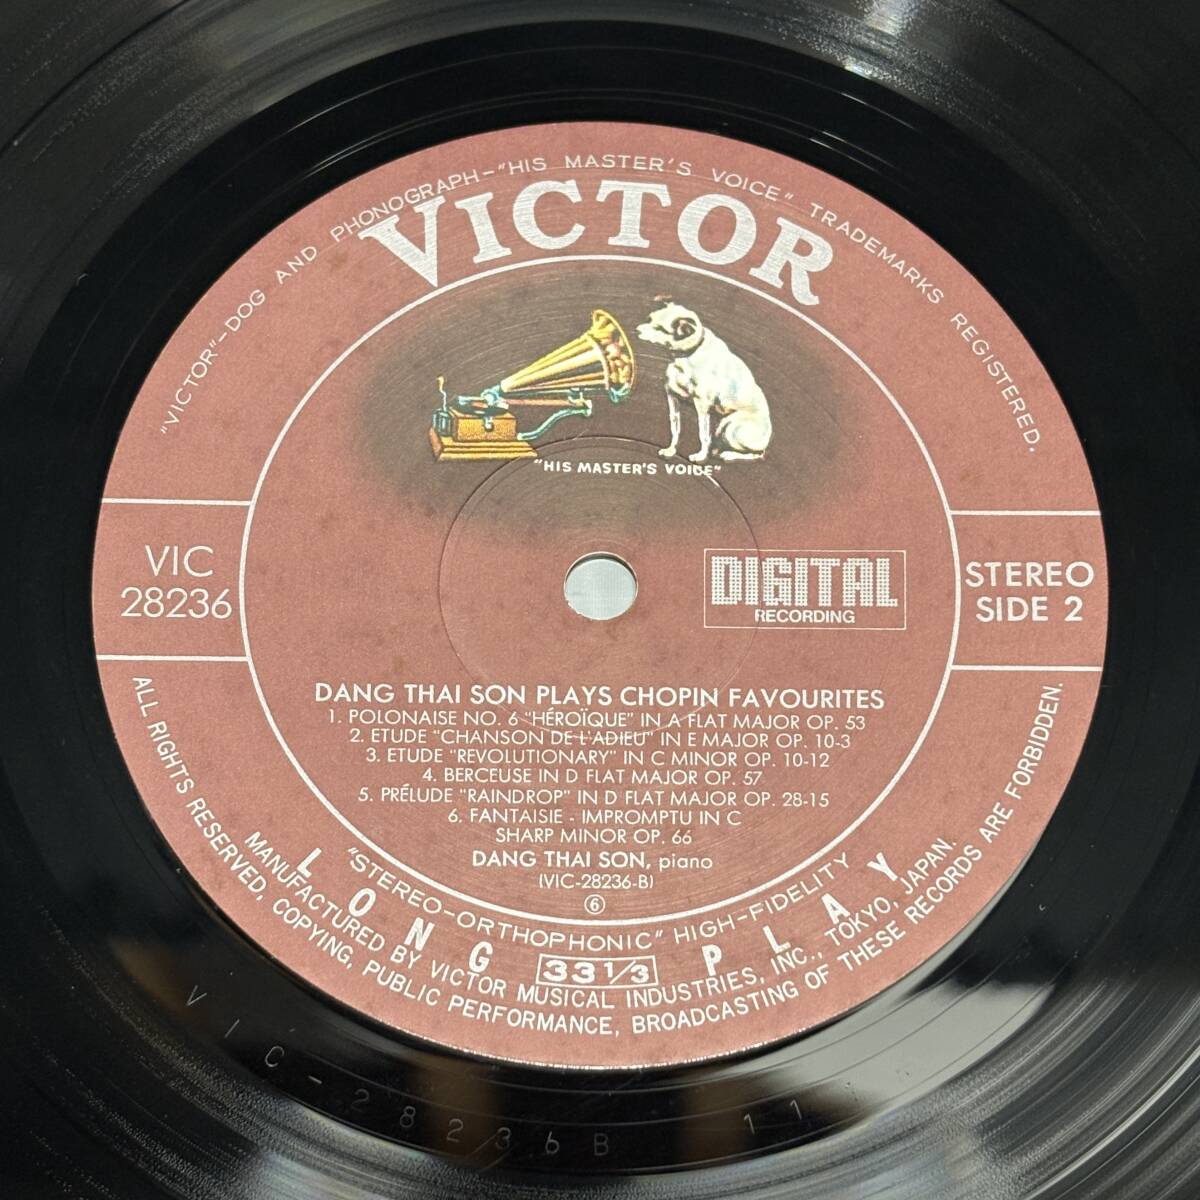 "VICTOR"–DOG AND PHONOGRAPH–"HIS MASTER'S VOICE" TRADEMARKS REGISTERED.
VICTOR
"HIS MASTER'S VOICE"
VIC
28236
DIGITAL
RECORDING
STEREO
SIDE 2
DANG THAI SON PLAYS CHOPIN FAVOURITES
1. POLONAISE NO. 6 "HÉROÏQUE" IN A FLAT MAJOR OP. 53
2. ETUDE "CHANSON DE L'ADIEU" IN E MAJOR OP. 10-3
3. ETUDE "REVOLUTIONARY" IN C MINOR OP. 10-12
4. BERCEUSE IN D FLAT MAJOR OP. 57
5. PRÉLUDE "RAINDROP" IN D FLAT MAJOR OP. 28-15
6. FANTAISIE - IMPROMPTU IN C
SHARP MINOR OP. 66
DANG THAI SON, piano
(VIC-28236-B)
⑥
"STEREO-ORTHOPHONIC" HIGH-FIDELITY
LONG 33 1/3 PLAY
MANUFACTURED BY VICTOR MUSICAL INDUSTRIES, INC., TOKYO, JAPAN.
ALL RIGHTS RESERVED, COPYING, PUBLIC PERFORMANCE, BROADCASTING OF THESE RECORDS ARE FORBIDDEN.
VIC-28236B 111